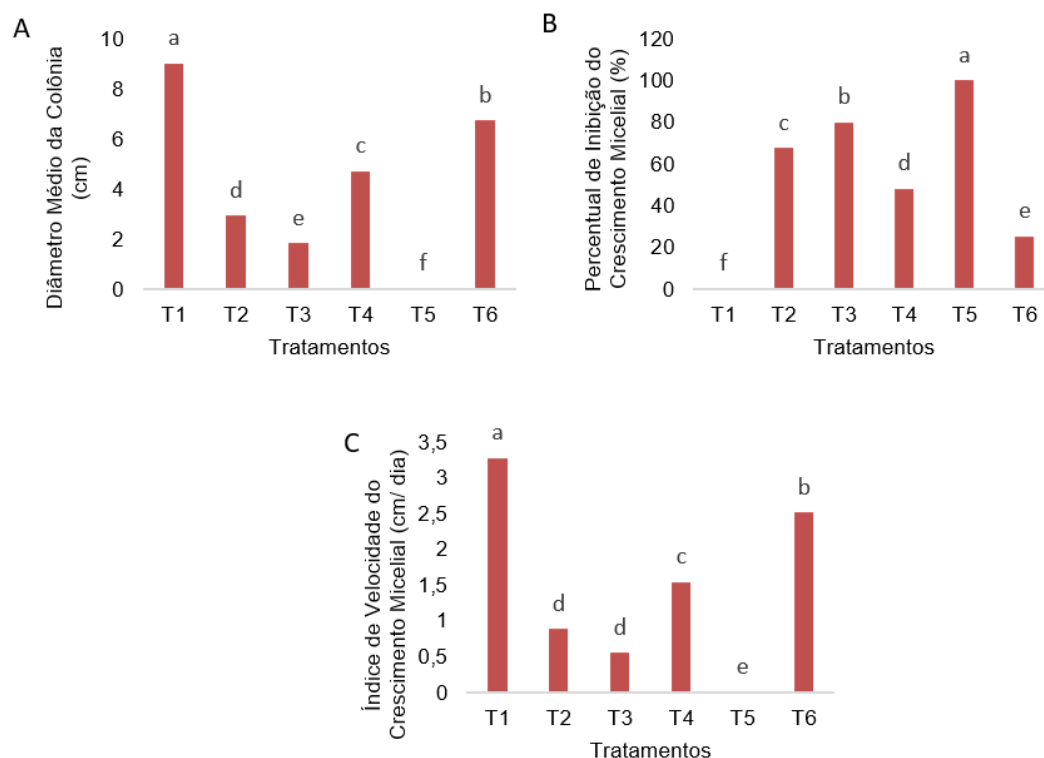 A
Diâmetro Médio da Colônia
(cm)
10
8
6
4
2
0
a
d
e
c
f
b
T1 T2 T3 T4 T5 T6
Tratamentos
B
Percentual de Inibição do
Crescimento Micelial (%)
120
100
80
60
40
20
0
f
c
b
d
a
e
T1 T2 T3 T4 T5 T6
Tratamentos
C
Índice de Velocidade do
Crescimento Micelial (cm/ dia)
3,5
3
2,5
2
1,5
1
0,5
0
a
d
d
c
e
b
T1 T2 T3 T4 T5 T6
Tratamentos